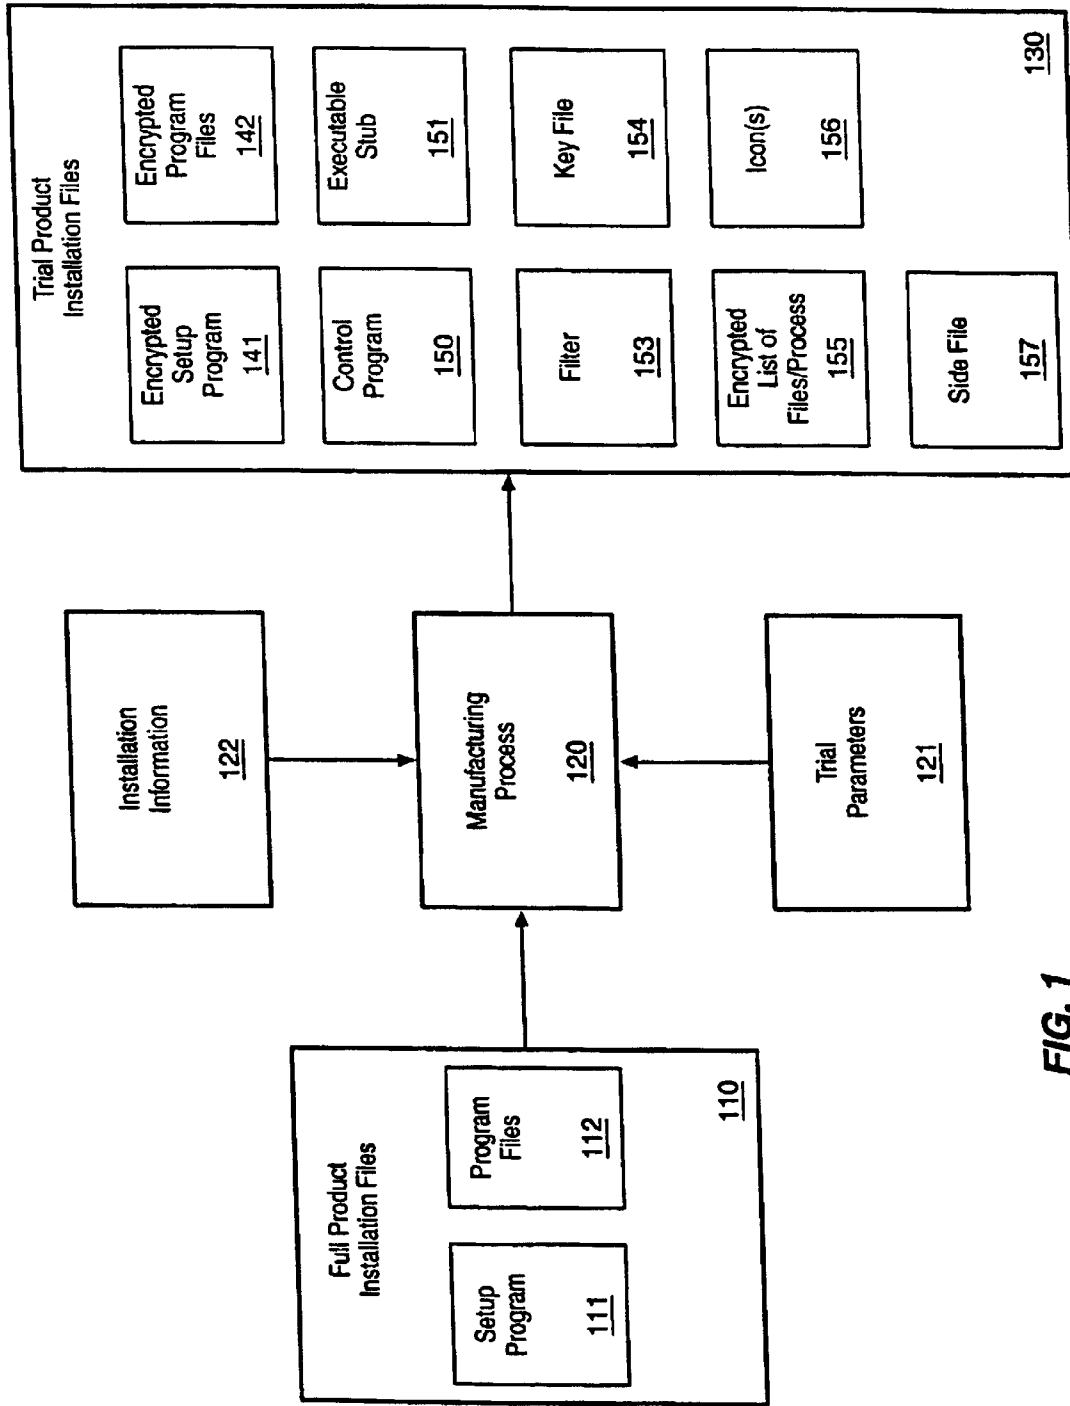 Full Product
Installation Files
Setup
Program
111
Program
Files
112
110
Installation
Information
122
Manufacturing
Process
120
Trial
Parameters
121
Trial Product
Installation Files
Encrypted
Setup
Program
141
Encrypted
Program
Files
142
Control
Program
150
Executable
Stub
151
Filter
153
Key File
154
Encrypted
List of
Files/Process
155
Icon(s)
156
Side File
157
130
FIG. 1